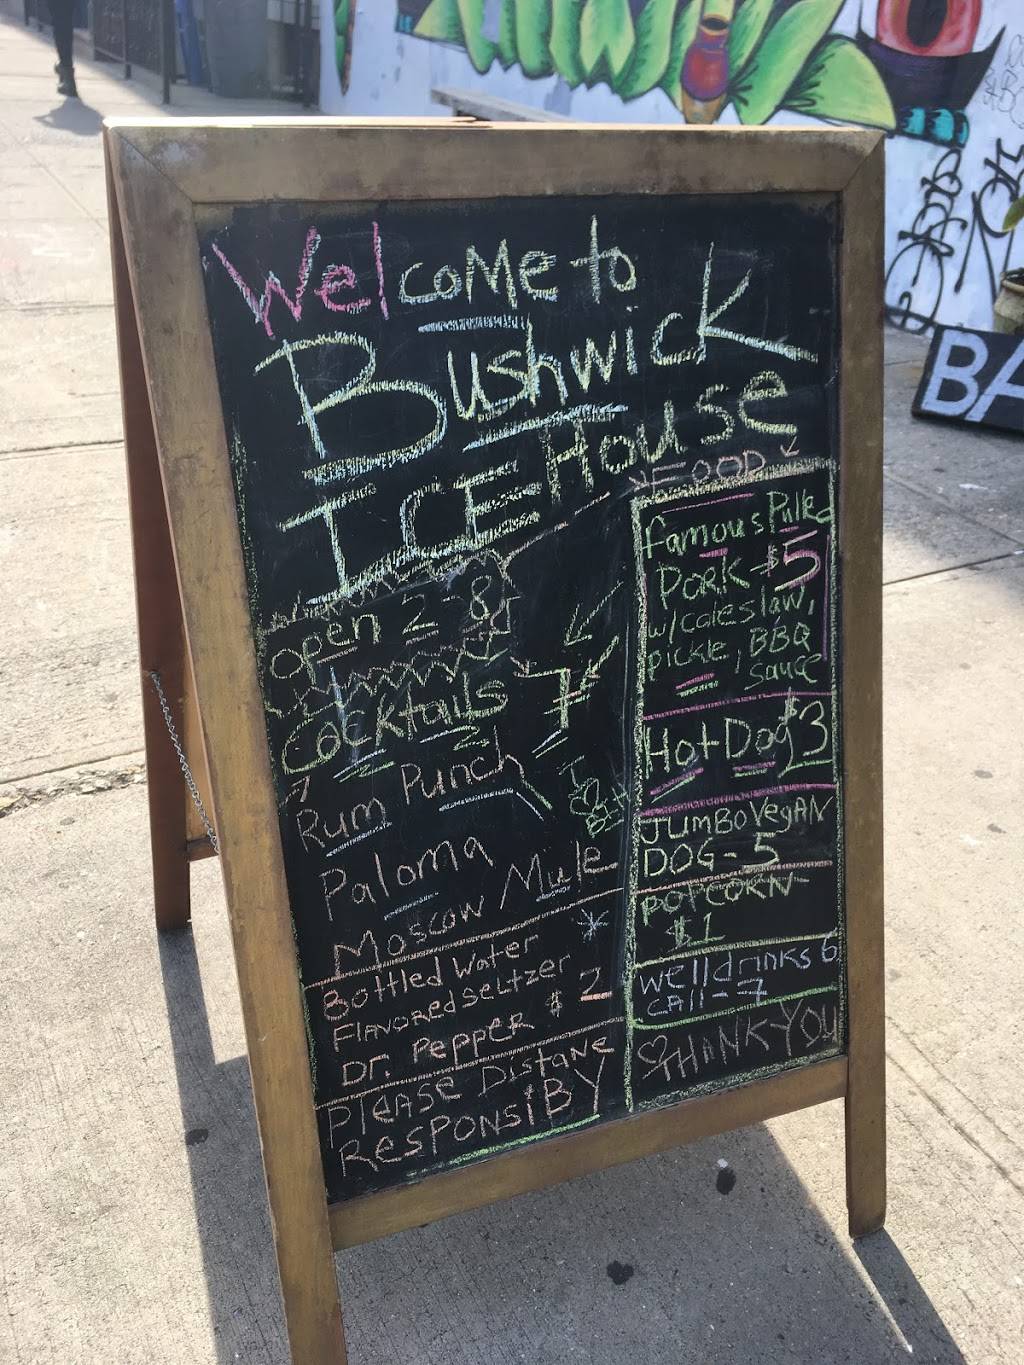 Welcome to
Bushwick
ICE House
open 2-8
Cocktails 7
Rum Punch
Paloma
Moscow Mule
I
B.I.H
Bottled Water
Flavored seltzer
Dr. Pepper $2
Please Distane
Responsiby
FOOD
Famous Pulled
Pork $5
w/coleslaw,
pickle, BBQ
sauce
Hot Dog $3
Jumbo Vegan
Dog - 5
Popcorn
$1
well drinks 6
call - 7
THANK YOU
BA